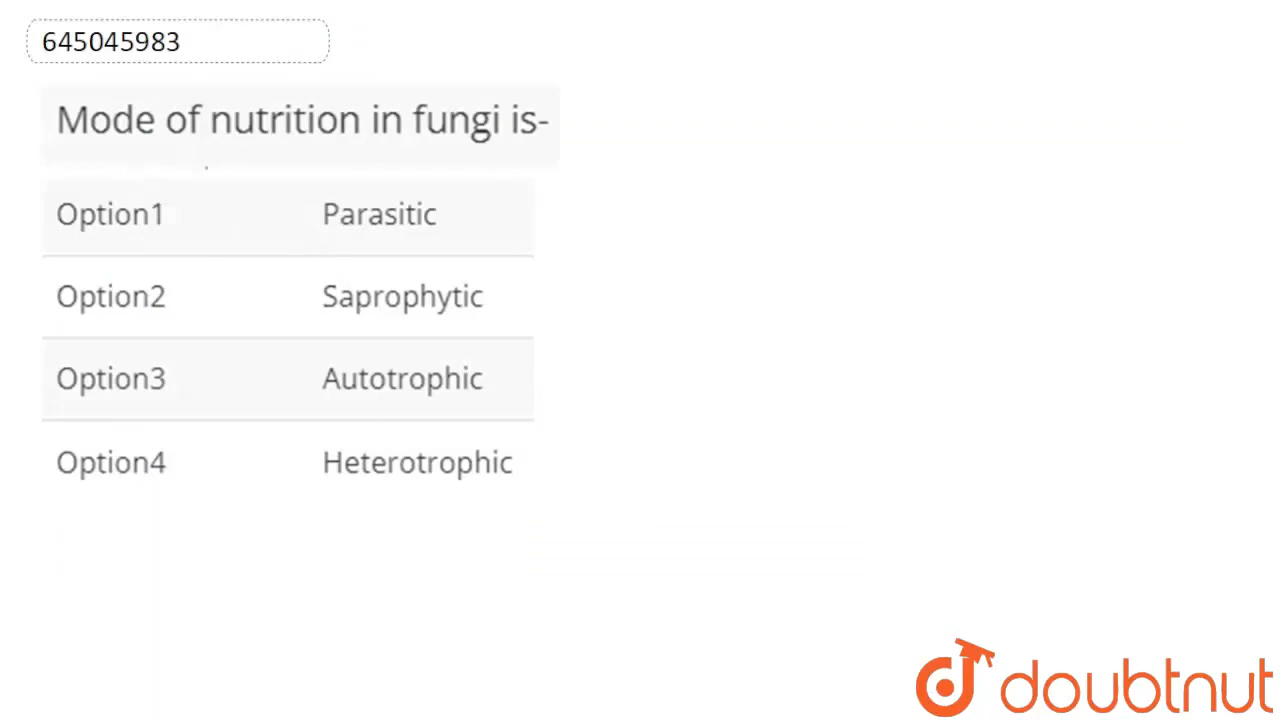 645045983
Mode of nutrition in fungi is-
Option1 Parasitic
Option2 Saprophytic
Option3 Autotrophic
Option4 Heterotrophic
doubtnut